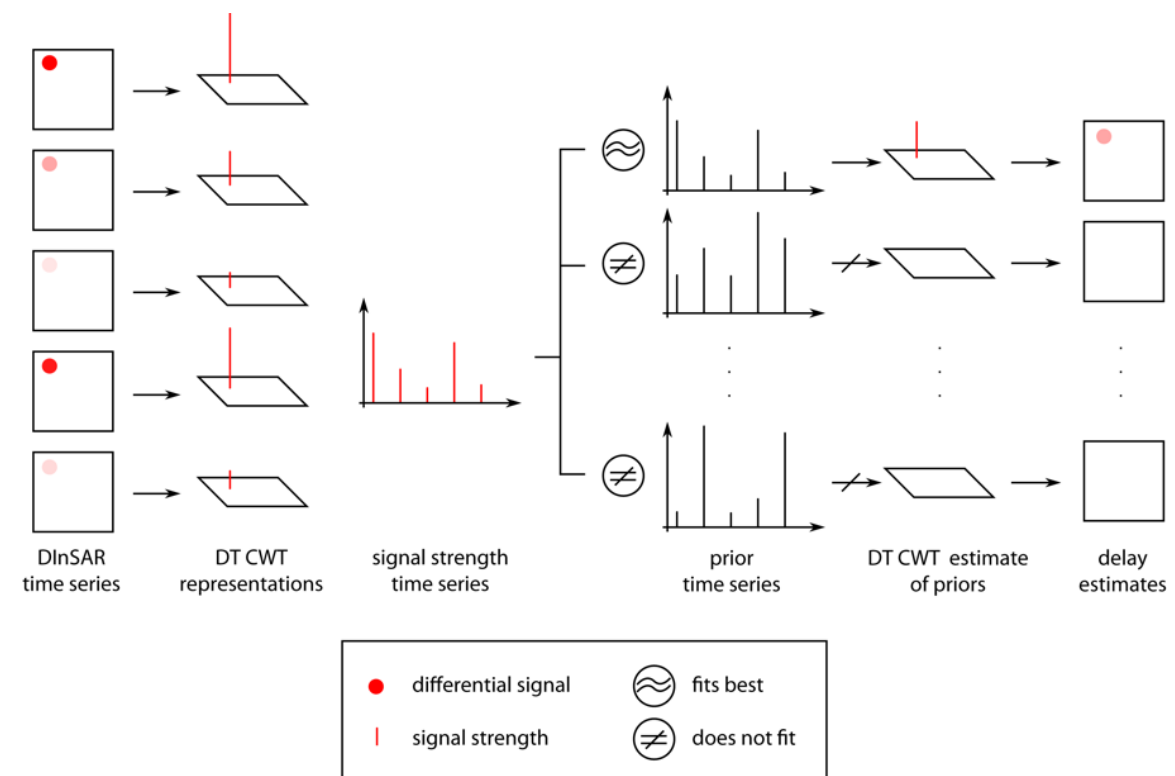 DInSAR
time series
DT CWT
representations
signal strength
time series
prior
time series
DT CWT estimate
of priors
delay
estimates
differential signal
fits best
signal strength
does not fit